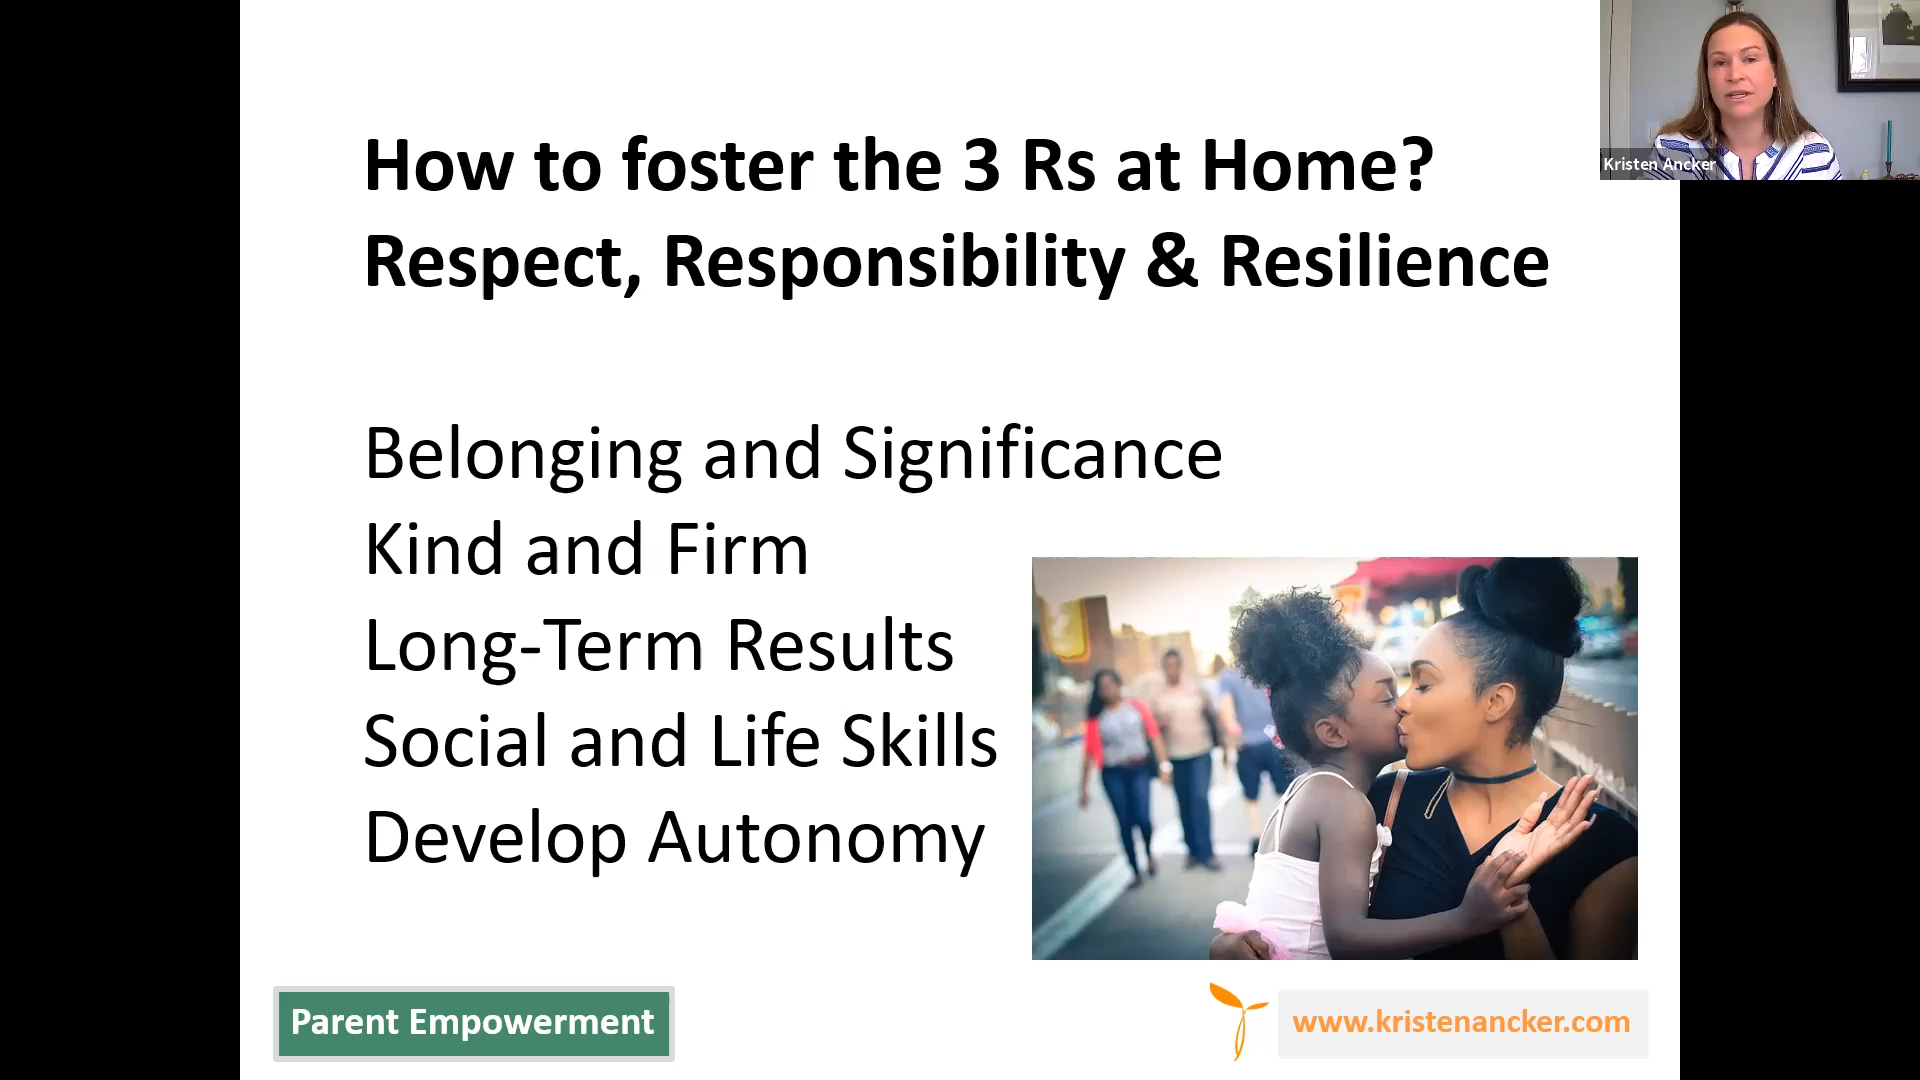 How to foster the 3 Rs at Home?
Respect, Responsibility & Resilience
Belonging and Significance
Kind and Firm
Long-Term Results
Social and Life Skills
Develop Autonomy
Parent Empowerment
www.kristenancker.com
Kristen Ancker